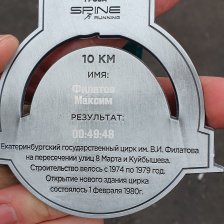 SPINE
RUNNING
10 KM
ИМЯ:
Филатов
Максим
РЕЗУЛЬТАТ:
00:49:48
Екатеринбургский государственный цирк им. В.И. Филатова
на пересечении улиц 8 Марта и Куйбышева.
Строительство велось с 1974 по 1979 год.
Открытие нового здания цирка
состоялось 1 февраля 1980г.